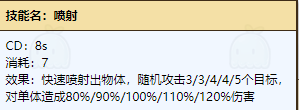 技能名：喷射
CD：8s
消耗：7
效果：快速喷射出物体，随机攻击3/3/4/4/5个目标，
对单体造成80%/90%/100%/110%/120%伤害